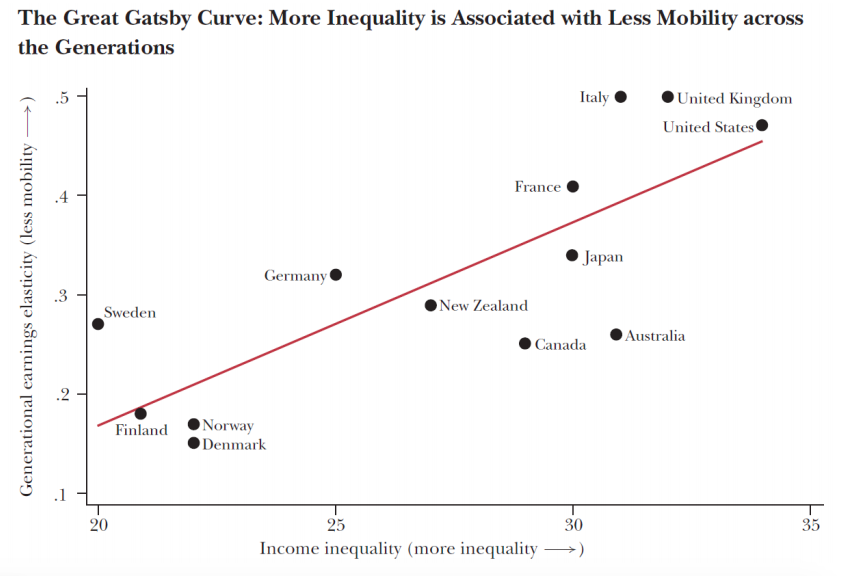 The Great Gatsby Curve: More Inequality is Associated with Less Mobility across
the Generations
Generational earnings elasticity (less mobility ⟶)
.5
.4
.3
.2
.1
Italy
United Kingdom
United States
France
Japan
Germany
New Zealand
Sweden
Australia
Canada
Finland
Norway
Denmark
20
25
30
35
Income inequality (more inequality ⟶)